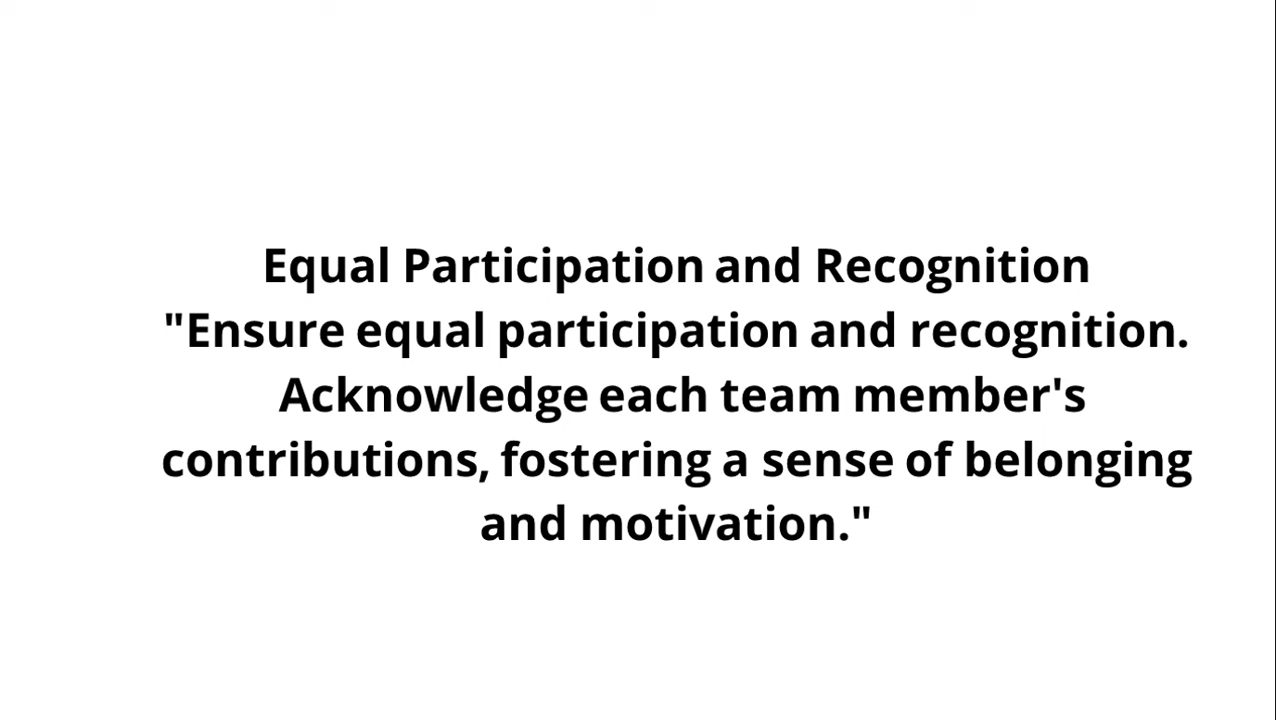 Equal Participation and Recognition
"Ensure equal participation and recognition.
Acknowledge each team member's
contributions, fostering a sense of belonging
and motivation."